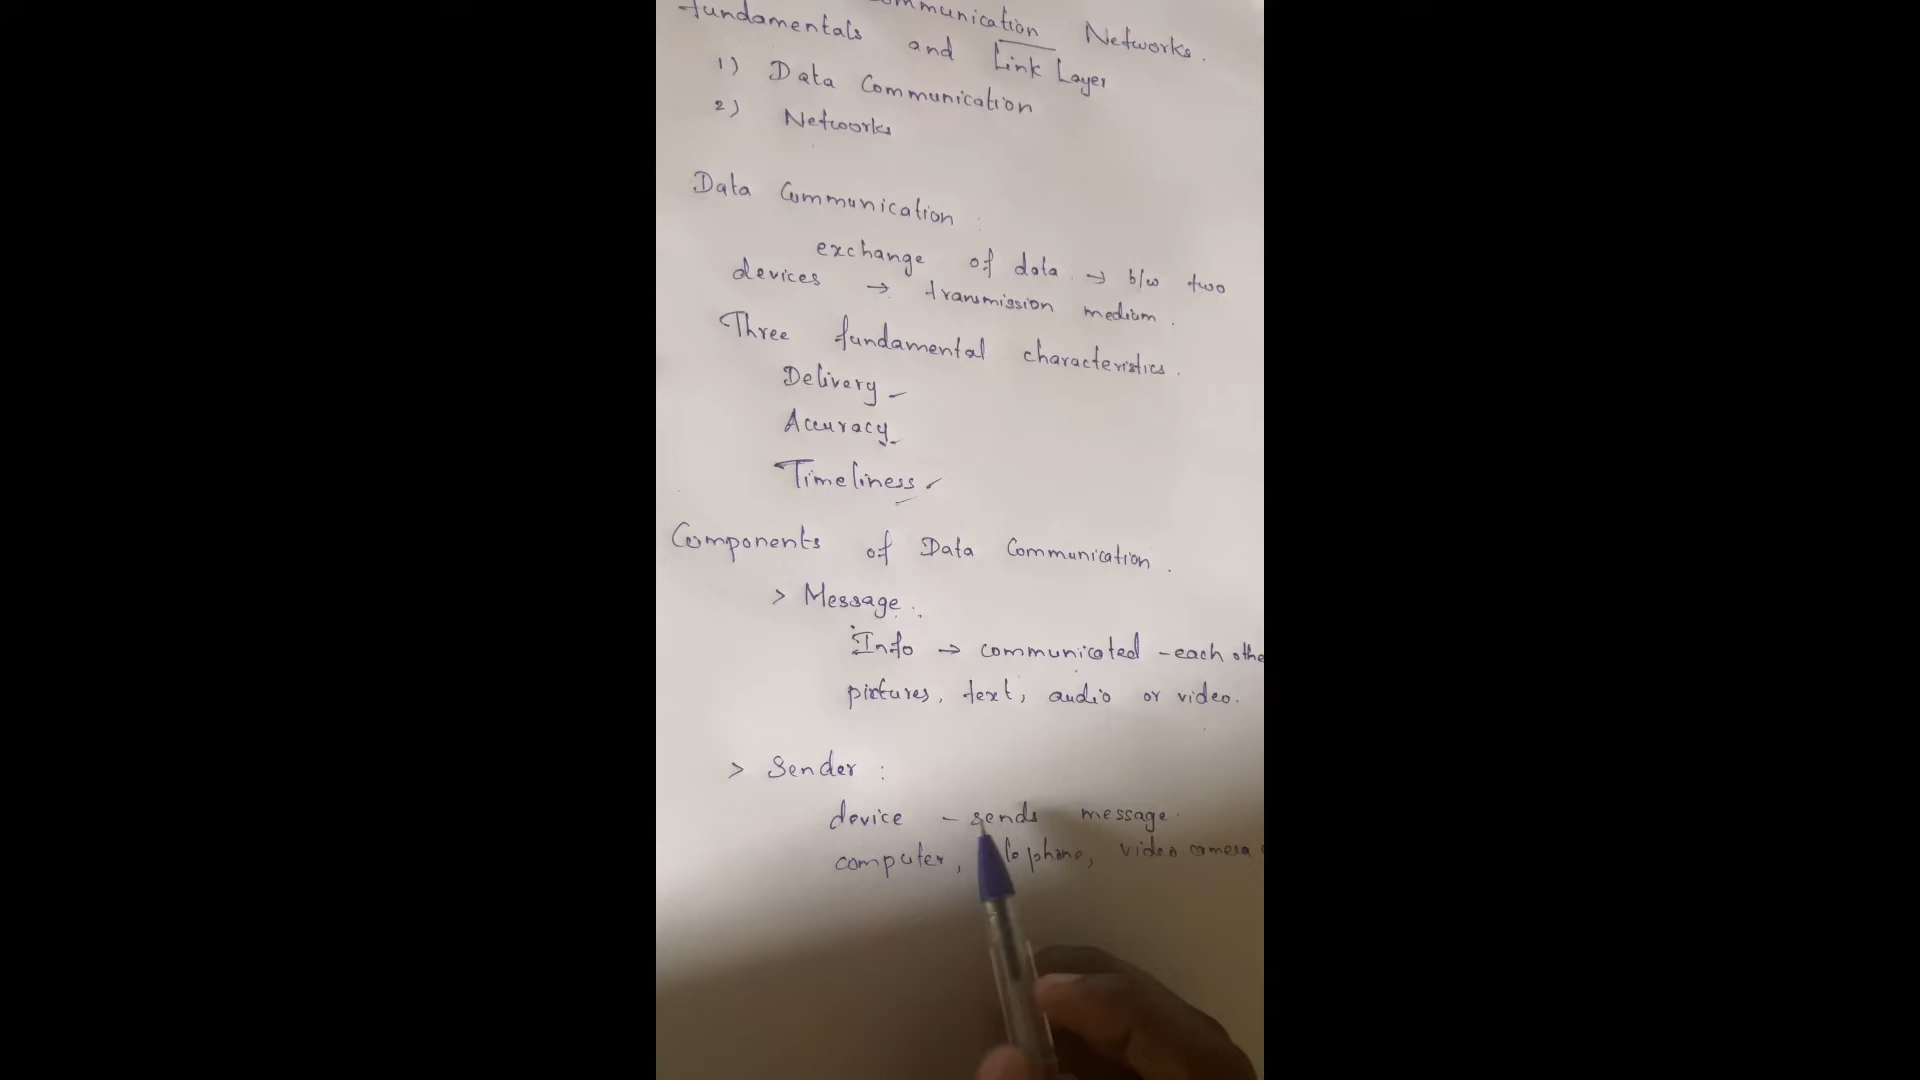 Networks.
fundamentals and Link Layer
1) Data Communication
2) Networks
Data Communication :
exchange of data → b/w two
devices → transmission medium.
Three fundamental characteristics.
Delivery
Accuracy
Timeliness ✓
Components of Data Communication.
> Message.
Info → communicated - each
pictures, text, audio or video.
> Sender :
device - sends message.
computer, video camera